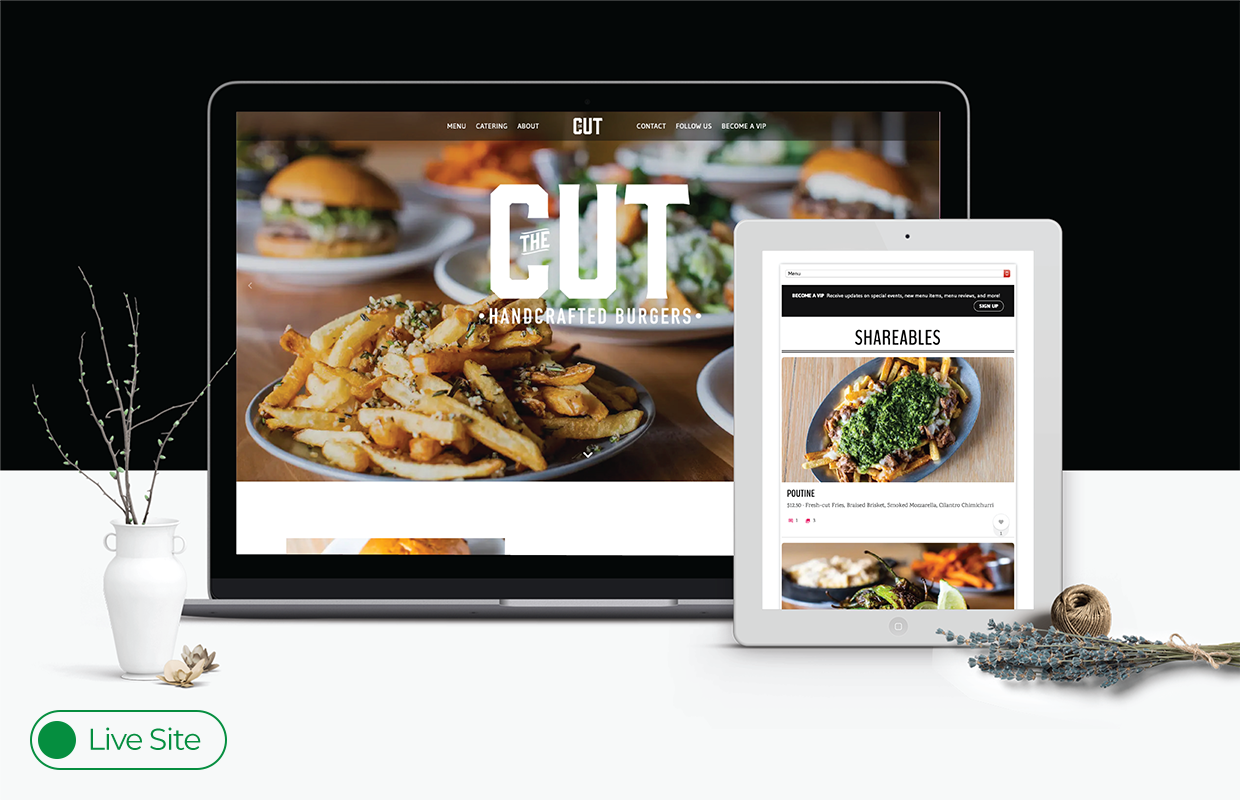 MENU CATERING ABOUT THE CUT CONTACT FOLLOW US BECOME A VIP
THE CUT
•HANDCRAFTED BURGERS•
Menu
BECOME A VIP Receive updates on special events, new menu items, menu reviews, and more!
SIGN UP
SHAREABLES
POUTINE
$12.50 · Fresh-cut Fries, Braised Brisket, Smoked Mozzarella, Cilantro Chimichurri
1 3
1
Live Site